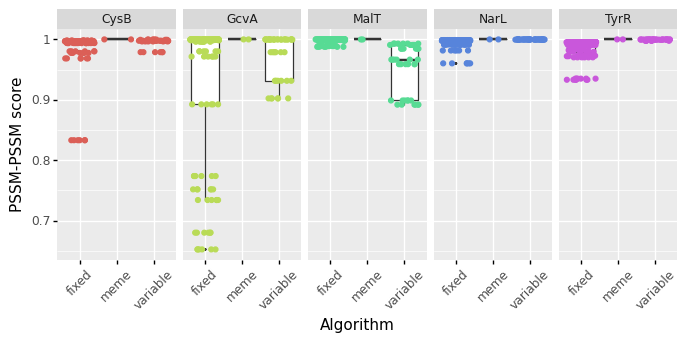 CysB GcvA MalT NarL TyrR
1
0.9
0.8
0.7
PSSM-PSSM score
fixed meme variable fixed meme variable fixed meme variable fixed meme variable fixed meme variable
Algorithm